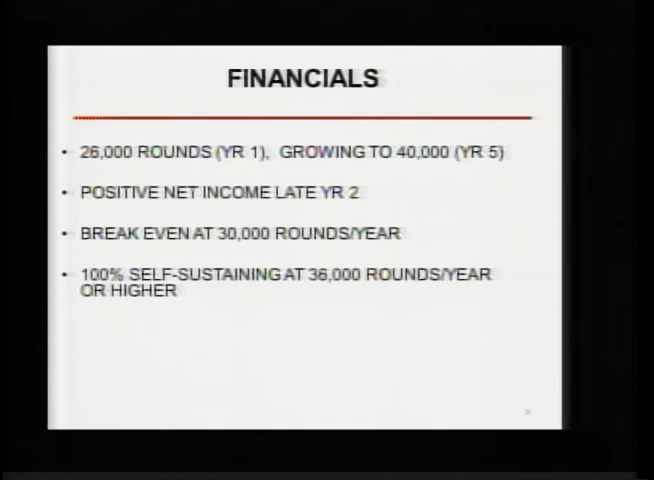 FINANCIALS
• 26,000 ROUNDS (YR 1), GROWING TO 40,000 (YR 5)
• POSITIVE NET INCOME LATE YR 2
• BREAK EVEN AT 30,000 ROUNDS/YEAR
• 100% SELF-SUSTAINING AT 36,000 ROUNDS/YEAR
OR HIGHER